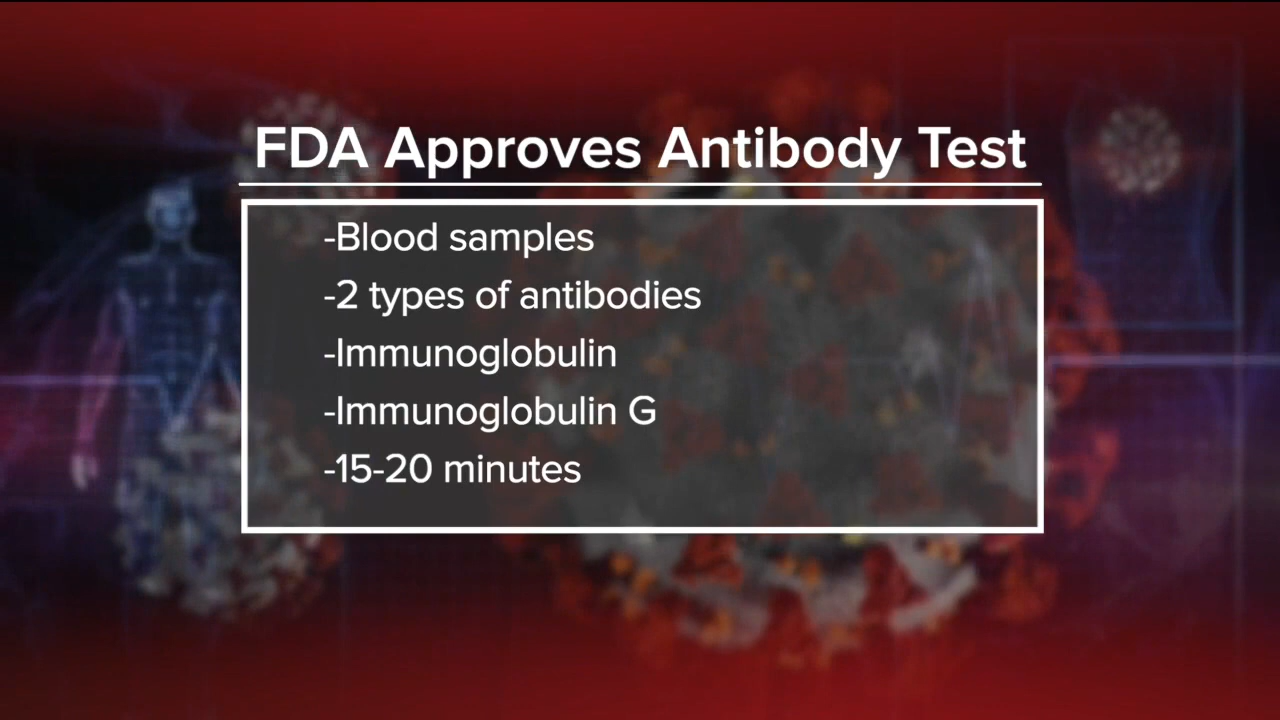 FDA Approves Antibody Test
-Blood samples
-2 types of antibodies
-Immunoglobulin
-Immunoglobulin G
-15-20 minutes